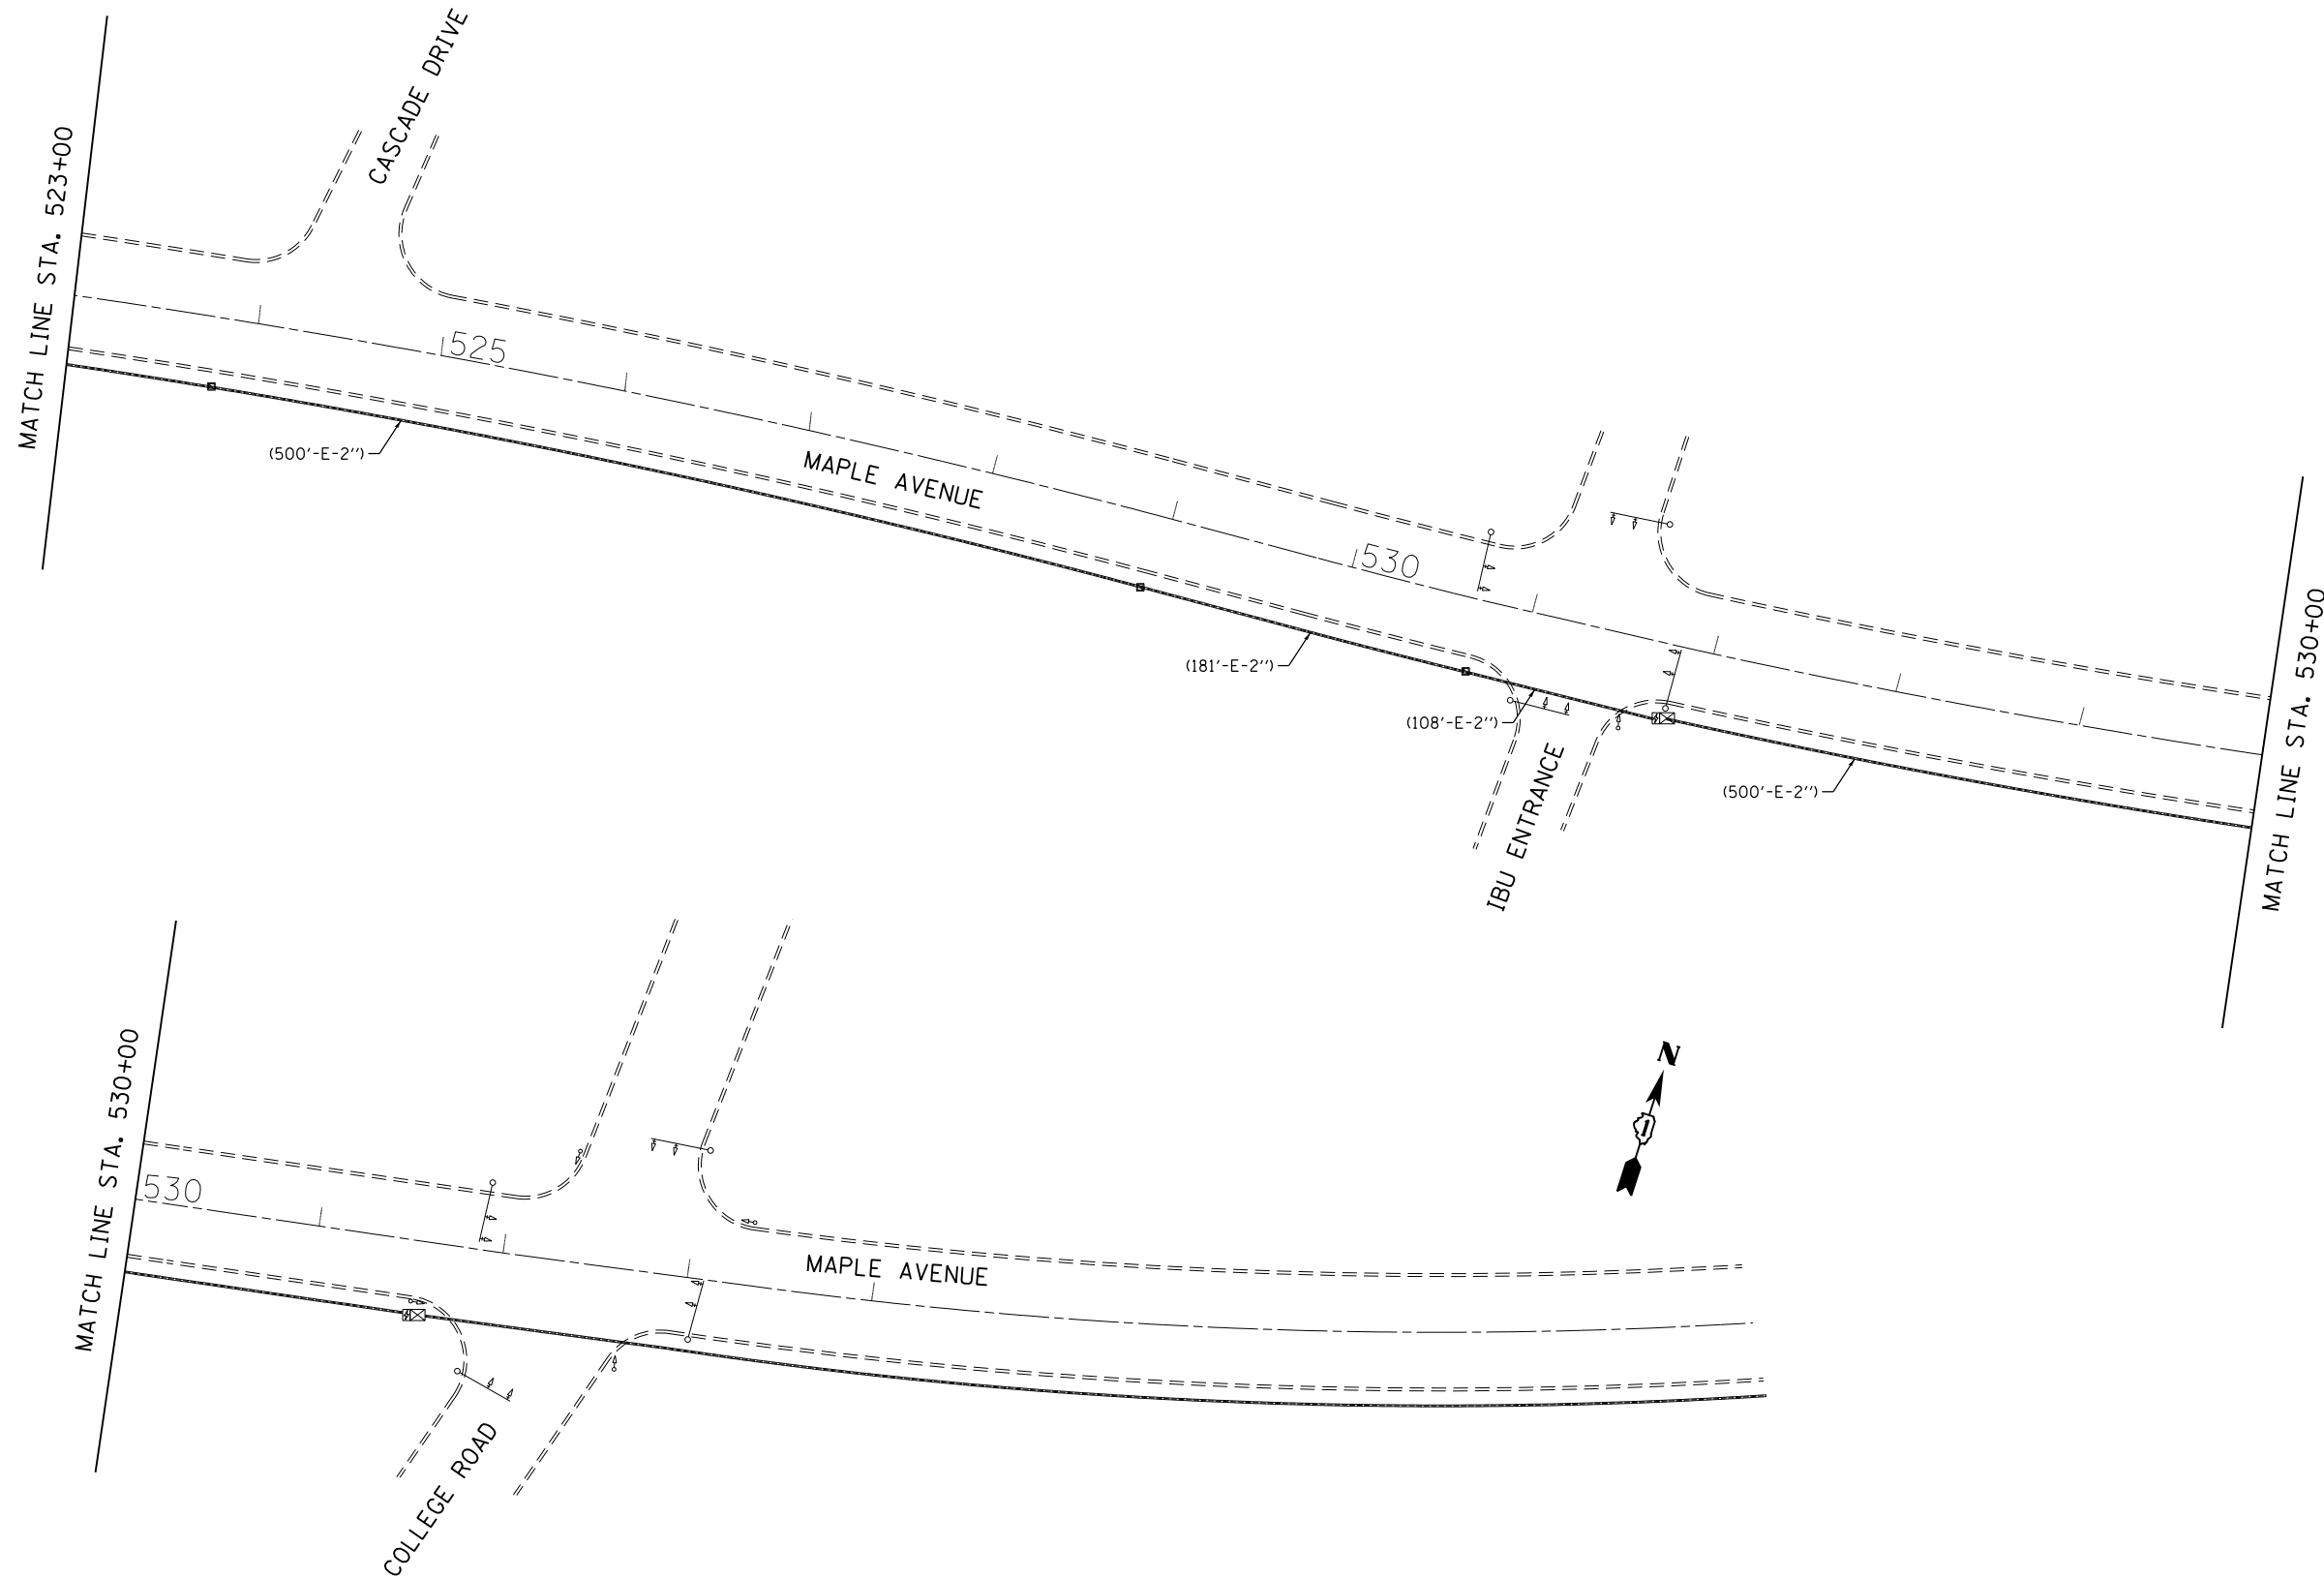 CASCADE DRIVE
MATCH LINE STA. 523+00
525
(500'-E-2'')
MAPLE AVENUE
530
(181'-E-2'')
(108'-E-2'')
(500'-E-2'')
IBU ENTRANCE
MATCH LINE STA. 530+00
MATCH LINE STA. 530+00
530
MAPLE AVENUE
COLLEGE ROAD
N
1